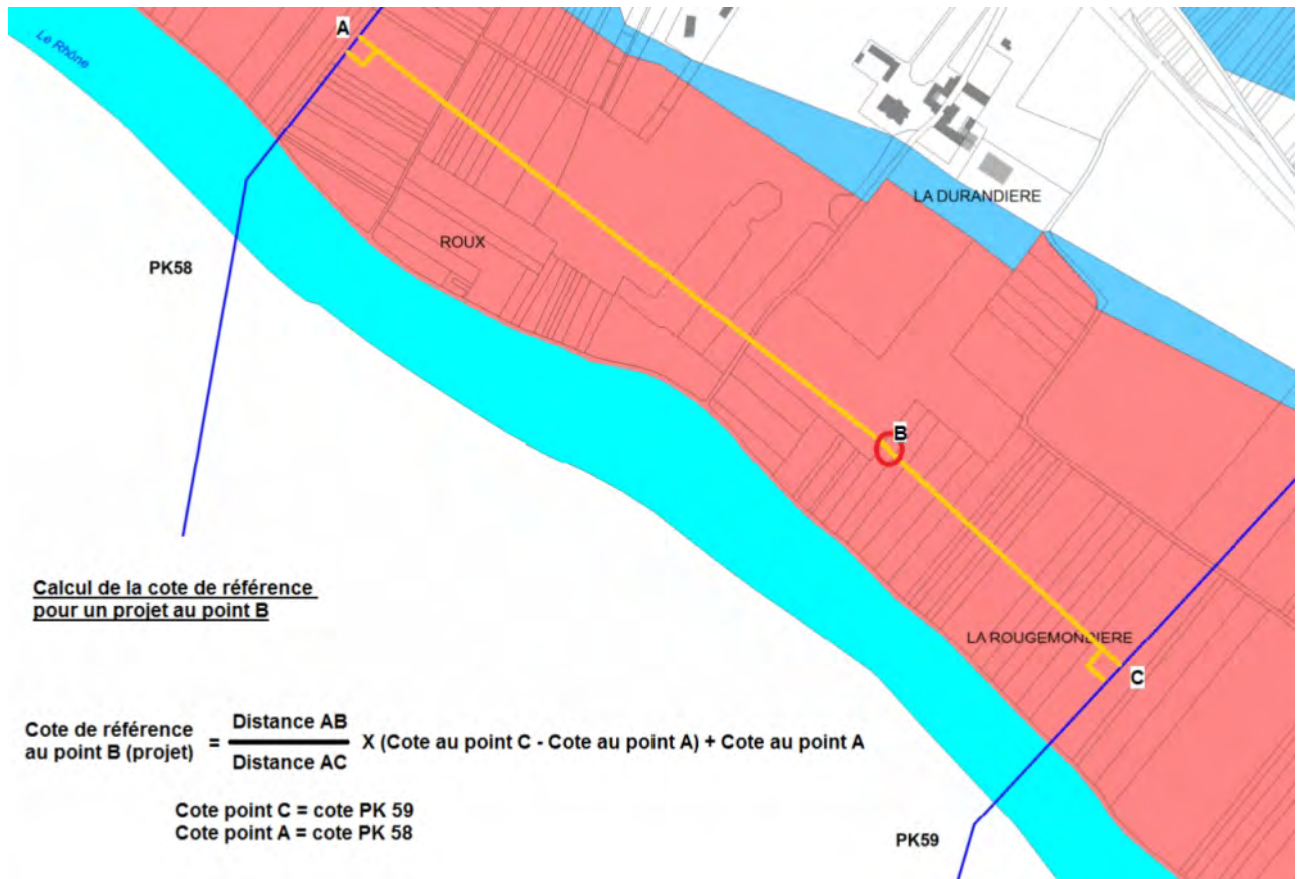 A
Le Rhône
LA DURANDIERE
ROUX
PK58
B
Calcul de la cote de référence
pour un projet au point B
LA ROUGEMONDIERE
C
Cote de référence
au point B (projet) = Distance AB
Distance AC
X (Cote au point C - Cote au point A) + Cote au point A
Cote point C = cote PK 59
Cote point A = cote PK 58
PK59